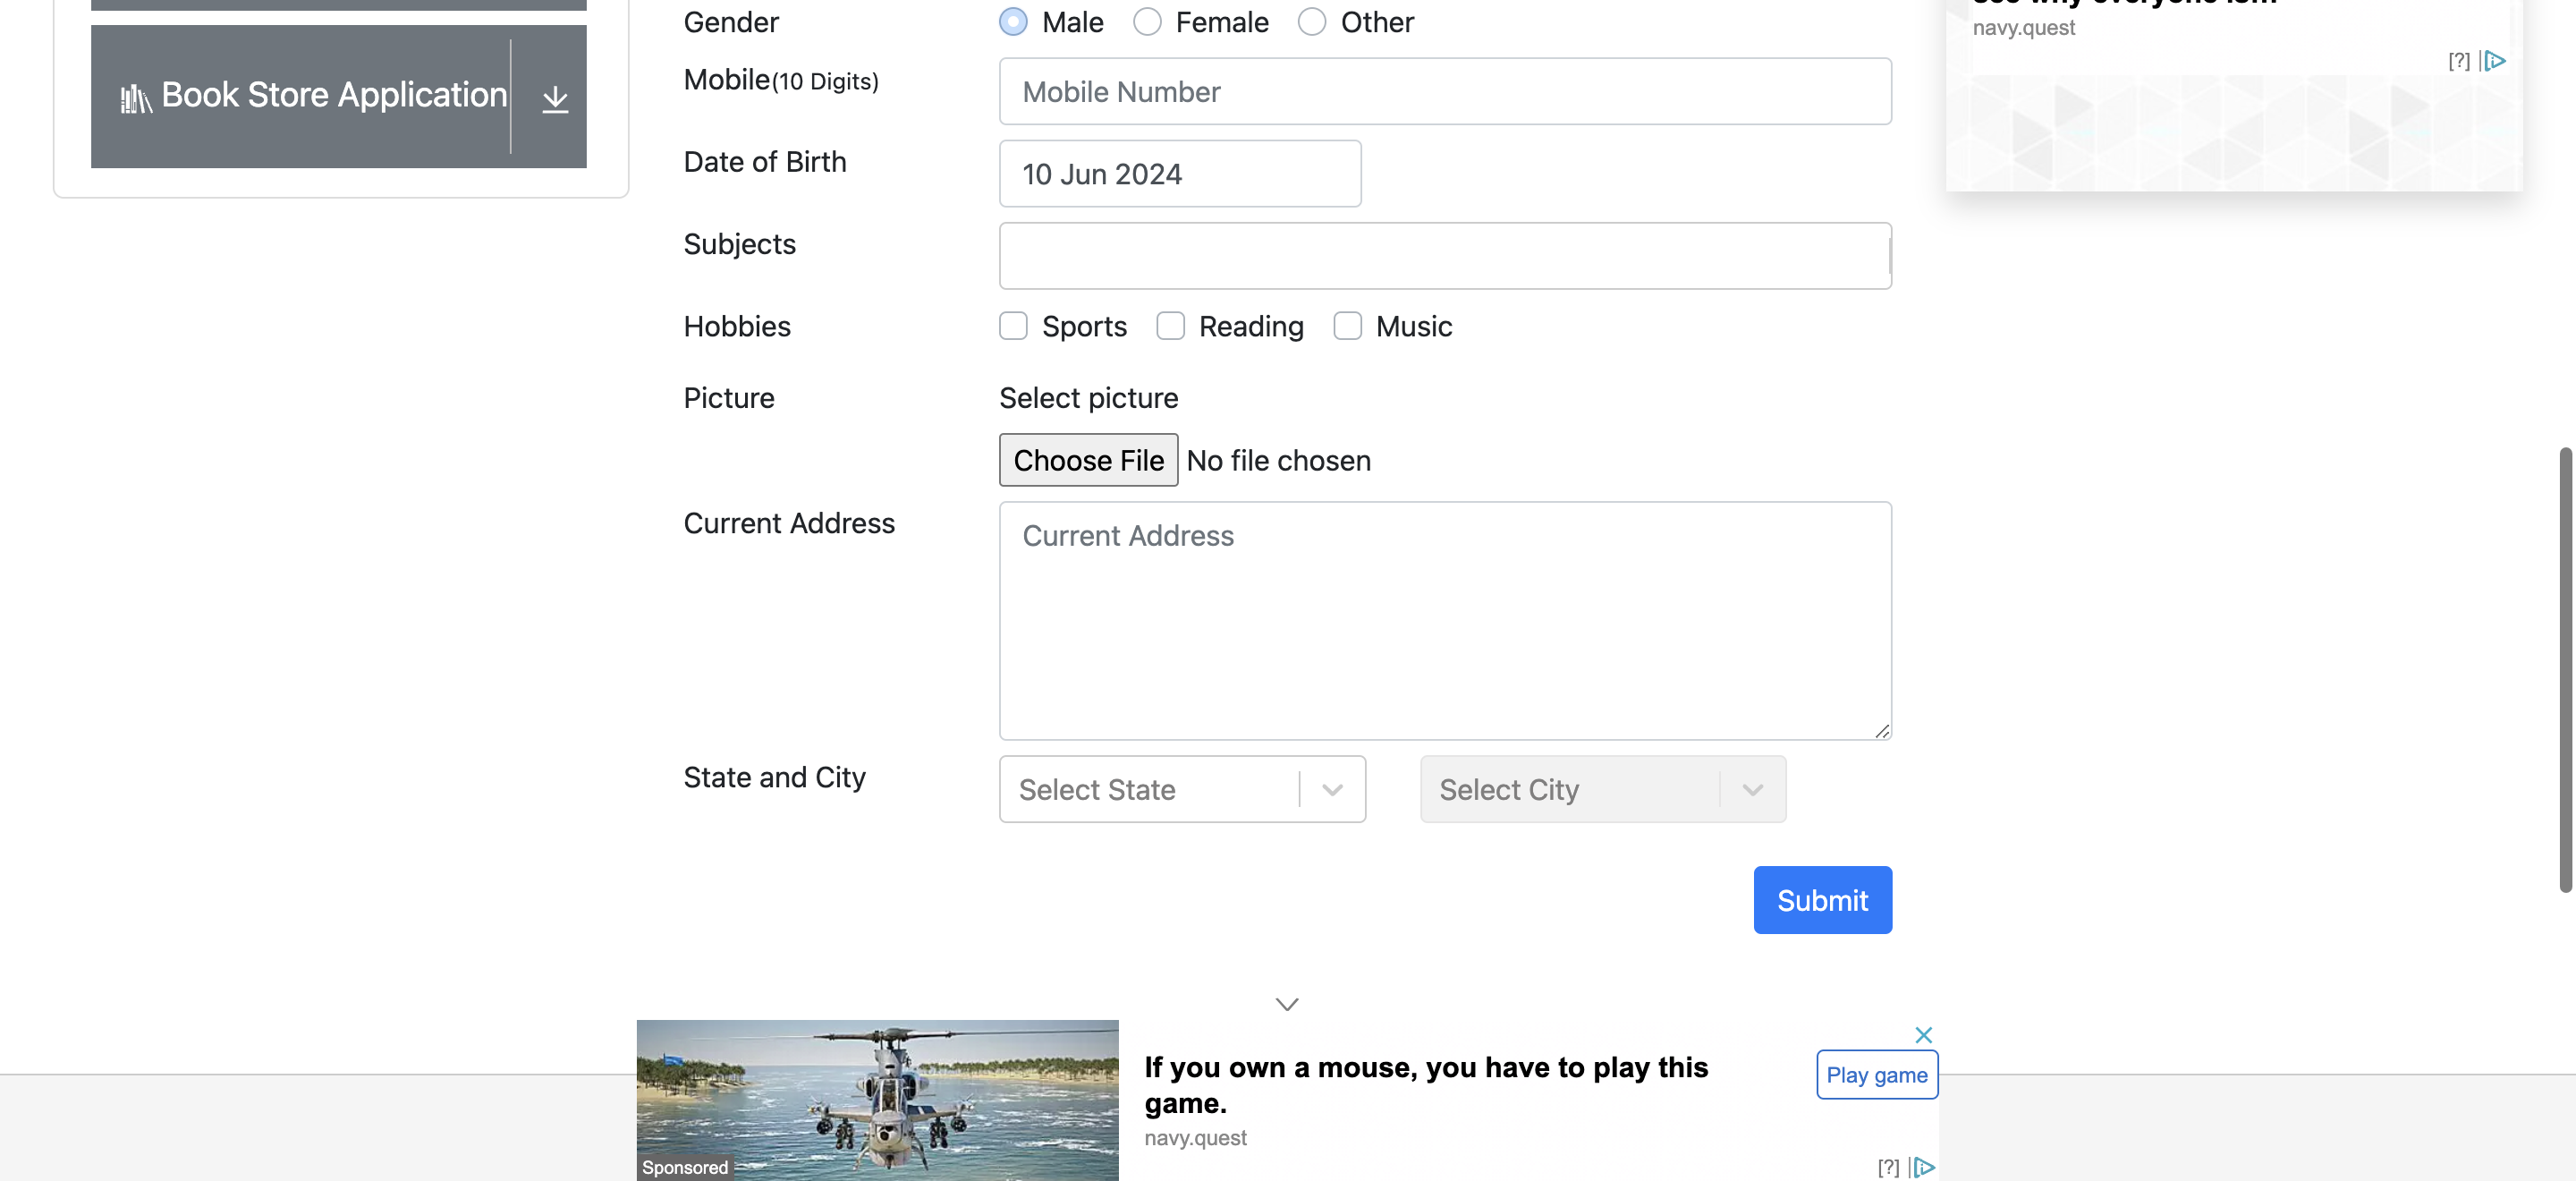 Book Store Application
Gender
Male
Female
Other
Mobile(10 Digits)
Mobile Number
Date of Birth
10 Jun 2024
Subjects
Hobbies
Sports
Reading
Music
Picture
Select picture
Choose File No file chosen
Current Address
Current Address
State and City
Select State
Select City
Submit
navy.quest
[?]
If you own a mouse, you have to play this
game.
navy.quest
Play game
Sponsored
[?]